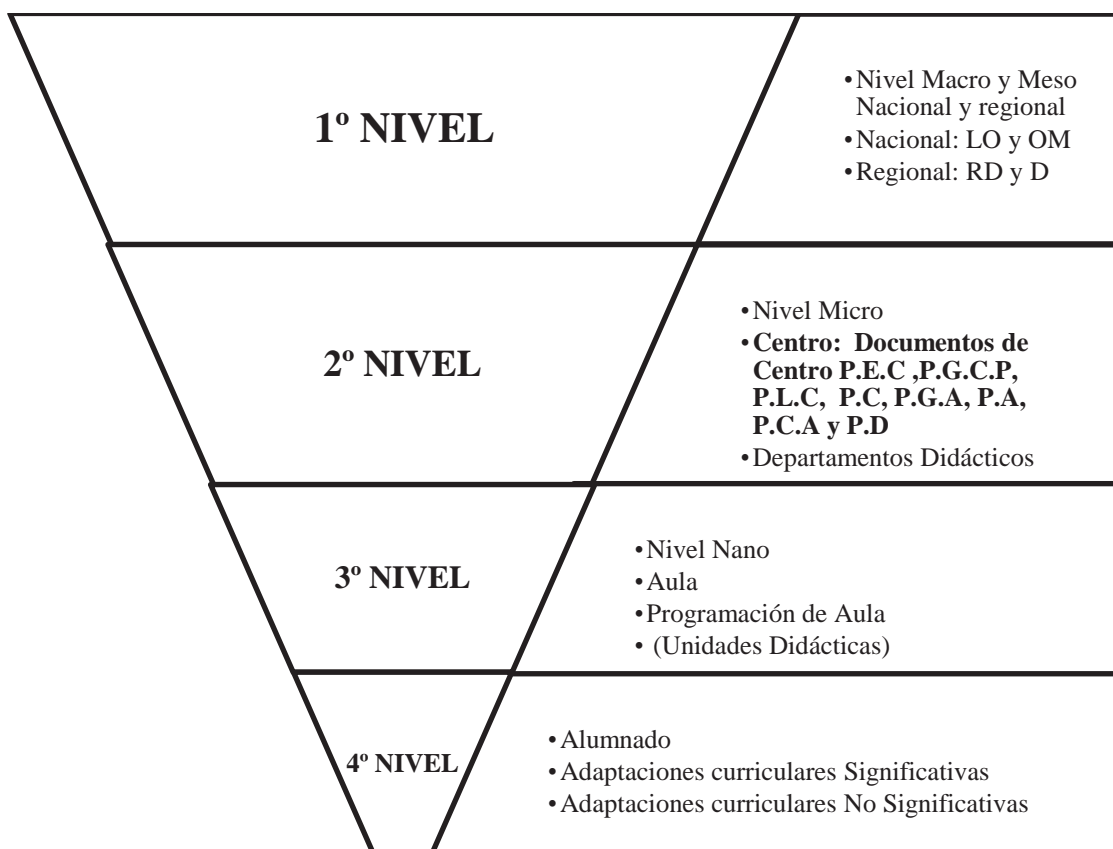 1º NIVEL
•Nivel Macro y Meso
Nacional y regional
•Nacional: LO y OM
•Regional: RD y D
2º NIVEL
•Nivel Micro
•Centro: Documentos de
Centro P.E.C ,P.G.C.P,
P.L.C, P.C, P.G.A, P.A,
P.C.A y P.D
•Departamentos Didácticos
3º NIVEL
•Nivel Nano
•Aula
•Programación de Aula
• (Unidades Didácticas)
4º NIVEL
•Alumnado
•Adaptaciones curriculares Significativas
•Adaptaciones curriculares No Significativas